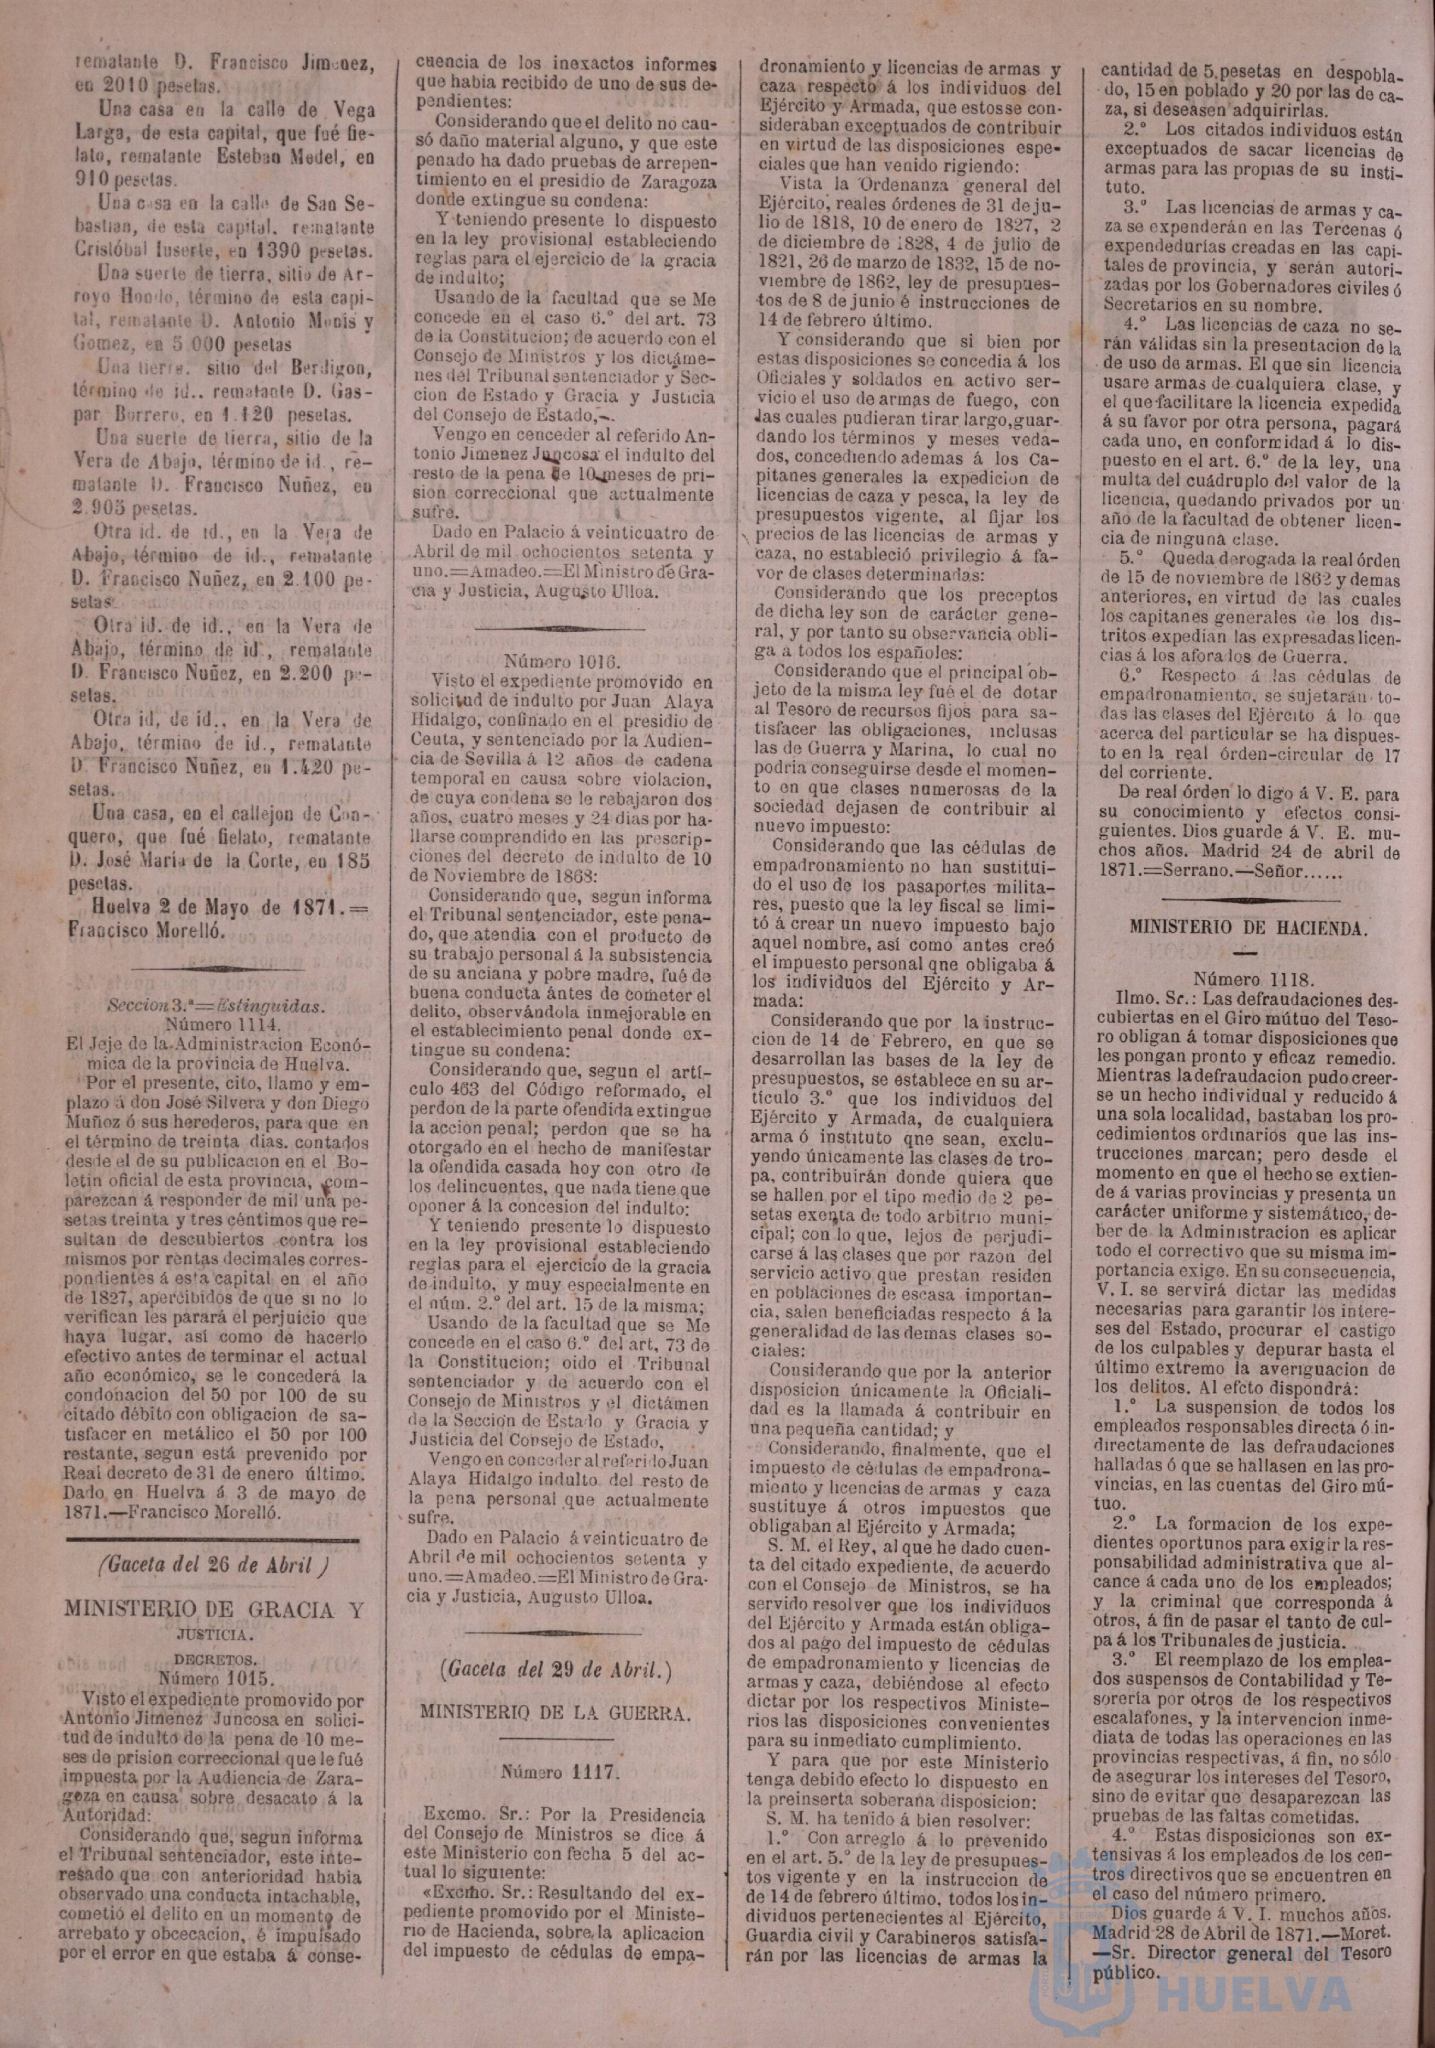 rematante D. Francisco Jimenez,
en 2010 pesetas.
Una casa en la calle de Vega
Larga, de esta capital, que fué fie-
lato, rematante Esteban Medel, en
910 pesetas.
Una casa en la calle de San Se-
bastian, de esta capital. rematante
Cristóbal Iuserte, en 1390 pesetas.
Una suerte de tierra, sitio de Ar-
royo Hondo, término de esta capi-
tal, rematante D. Antonio Monis y
Gomez, en 5 000 pesetas
Una tierra sitio del Berdigon,
término de id.. rematante D. Gas-
par Borrero, en 1.120 pesetas.
Una suerte de tierra, sitio de la
Vera de Abajo, término de id., re-
matante D. Francisco Nuñez, en
2.905 pesetas.
Otra id. de id., en la Vera de
Abajo, término de id., rematante
D. Francisco Nuñez, en 2.100 pe-
setas
Otra id. de id., en la Vera de
Abajo, término de id., rematante
D. Francisco Nuñez, en 2.200 pe-
setas.
Otra id, de id., en la Vera de
Abajo, término de id., rematante
D. Francisco Nuñez, en 1.420 pe-
setas.
Una casa, en el callejon de Con-
quero, que fué fielato, rematante
D. José María de la Corte, en 185
pesetas.
Huelva 2 de Mayo de 1871.=
Francisco Morelló.
Seccion 3.ª=Estinguidas.
Número 1114.
El Jefe de la Administracion Econó-
mica de la provincia de Huelva.
Por el presente, cito, llamo y em-
plazo á don José Silvera y don Diego
Muñoz ó sus herederos, para que en
el término de treinta dias. contados
desde el de su publicacion en el Bo-
letin oficial de esta provincia, com-
parezcan á responder de mil una pe-
setas treinta y tres céntimos que re-
sultan de descubiertos contra los
mismos por rentas decimales corres-
pondientes á esta capital en el año
de 1827, apercibidos de que si no lo
verifican les parará el perjuicio que
haya lugar, así como de hacerlo
efectivo antes de terminar el actual
año económico, se le concederá la
condonacion del 50 por 100 de su
citado débito con obligacion de sa-
tisfacer en metálico el 50 por 100
restante, segun está prevenido por
Real decreto de 31 de enero último.
Dado en Huelva á 3 de mayo de
1871.—Francisco Morelló.
(Gaceta del 26 de Abril )
MINISTERIO DE GRACIA Y
JUSTICIA.
DECRETOS.
Número 1015.
Visto el expediente promovido por
Antonio Jimenez Juncosa en solici-
tud de indulto de la pena de 10 me-
ses de prision correccional que le fué
impuesta por la Audiencia de Zara-
goza en causa sobre desacato á la
Autoridad:
Considerando que, segun informa
el Tribunal sentenciador, este inte-
resado que con anterioridad habia
observado una conducta intachable,
cometió el delito en un momento de
arrebato y obcecacion, é impulsado
por el error en que estaba á conse-
cuencia de los inexactos informes
que habia recibido de uno de sus de-
pendientes:
Considerando que el delito no cau-
só daño material alguno, y que este
penado ha dado pruebas de arrepen-
timiento en el presidio de Zaragoza
donde extingue su condena:
Y teniendo presente lo dispuesto
en la ley provisional estableciendo
reglas para el ejercicio de la gracia
de indulto;
Usando de la facultad que se Me
concede en el caso 6.º del art. 73
de la Constitucion; de acuerdo con el
Consejo de Ministros y los dictáme-
nes del Tribunal sentenciador y Sec-
cion de Estado y Gracia y Justicia
del Consejo de Estado,—.
Vengo en cenceder al referido An-
tonio Jimenez Juncosa el indulto del
resto de la pena de 10 meses de pri-
sion correccional que actualmente
sufre.
Dado en Palacio á veinticuatro de
Abril de mil ochocientos setenta y
uno.=Amadeo.=El Ministro de Gra-
cia y Justicia, Augusto Ulloa.
Número 1016.
Visto el expediente promovido en
solicitud de indulto por Juan Alaya
Hidalgo, confinado en el presidio de
Ceuta, y sentenciado por la Audien-
cia de Sevilla á 12 años de cadena
temporal en causa sobre violacion,
de cuya condena se le rebajaron dos
años, cuatro meses y 24 dias por ha-
llarse comprendido en las prescrip-
ciones del decreto de indulto de 10
de Noviembre de 1868:
Considerando que, segun informa
el Tribunal sentenciador, este pena-
do, que atendia con el producto de
su trabajo personal á la subsistencia
de su anciana y pobre madre, fué de
buena conducta ántes de cometer el
delito, observándola inmejorable en
el establecimiento penal donde ex-
tingue su condena:
Considerando que, segun el artí-
culo 463 del Código reformado, el
perdon de la parte ofendida extingue
la accion penal; perdon que se ha
otorgado en el hecho de manifestar
la ofendida casada hoy con otro de
los delincuentes, que nada tiene que
oponer á la concesion del indulto:
Y teniendo presente lo dispuesto
en la ley provisional estableciendo
reglas para el ejercicio de la gracia
de indulto, y muy especialmente en
el núm. 2.º del art. 15 de la misma;
Usando de la facultad que se Me
concede en el caso 6.º del art, 73 de
la Constitucion; oido el Tribunal
sentenciador y de acuerdo con el
Consejo de Ministros y el dictámen
de la Seccion de Estado y Gracia y
Justicia del Consejo de Estado,
Vengo en conceder al referido Juan
Alaya Hidalgo indulto del resto de
la pena personal que actualmente
sufre.
Dado en Palacio á veinticuatro de
Abril de mil ochocientos setenta y
uno.=Amadeo.=El Ministro de Gra-
cia y Justicia, Augusto Ulloa.
(Gaceta del 29 de Abril.)
MINISTERIO DE LA GUERRA.
Número 1117.
Excmo. Sr.: Por la Presidencia
del Consejo de Ministros se dice á
este Ministerio con fecha 5 del ac-
tual lo siguiente:
«Excmo. Sr.: Resultando del ex-
pediente promovido por el Ministe-
rio de Hacienda, sobre la aplicacion
del impuesto de cédulas de empa-
dronamiento y licencias de armas y
caza respecto á los individuos del
Ejército y Armada, que estosse con-
sideraban exceptuados de contribuir
en virtud de las disposiciones espe-
ciales que han venido rigiendo:
Vista la Ordenanza general del
Ejército, reales órdenes de 31 de ju-
lio de 1818, 10 de enero de 1827, 2
de diciembre de 1828, 4 de julio de
1821, 26 de marzo de 1832, 15 de no-
viembre de 1862, ley de presupues-
tos de 8 de junio é instrucciones de
14 de febrero último.
Y considerando que si bien por
estas disposiciones se concedia á los
Oficiales y soldados en activo ser-
vicio el uso de armas de fuego, con
las cuales pudieran tirar largo, guar-
dando los términos y meses veda-
dos, concediendo ademas á los Ca-
pitanes generales la expedicion de
licencias de caza y pesca, la ley de
presupuestos vigente, al fijar los
precios de las licencias de armas y
caza, no estableció privilegio á fa-
vor de clases determinadas:
Considerando que los preceptos
de dicha ley son de carácter gene-
ral, y por tanto su observancia obli-
ga a todos los españoles:
Considerando que el principal ob-
jeto de la misma ley fué el de dotar
al Tesoro de recursos fijos para sa-
tisfacer las obligaciones, inclusas
las de Guerra y Marina, lo cual no
podria conseguirse desde el momen-
to en que clases numerosas de la
sociedad dejasen de contribuir al
nuevo impuesto:
Considerando que las cédulas de
empadronamiento no han sustitui-
do el uso de los pasaportes milita-
res, puesto que la ley fiscal se limi-
tó á crear un nuevo impuesto bajo
aquel nombre, así como antes creó
el impuesto personal qne obligaba á
los individuos del Ejército y Ar-
mada:
Considerando que por la instruc-
cion de 14 de Febrero, en que se
desarrollan las bases de la ley de
presupuestos, se establece en su ar-
tículo 3.º que los individuos del
Ejército y Armada, de cualquiera
arma ó instituto qne sean, exclu-
yendo únicamente las clases de tro-
pa, contribuirán donde quiera que
se hallen por el tipo medio de 2 pe-
setas exenta de todo arbitrio muni-
cipal; con lo que, lejos de perjudi-
carse á las clases que por razon del
servicio activo que prestan residen
en poblaciones de escasa importan-
cia, salen beneficiadas respecto á la
generalidad de las demas clases so-
ciales:
Considerando que por la anterior
disposicion únicamente la Oficiali-
dad es la llamada á contribuir en
una pequeña cantidad; y
Considerando, finalmente, que el
impuesto de cédulas de empadrona-
miento y licencias de armas y caza
sustituye á otros impuestos que
obligaban al Ejército y Armada;
S. M. el Rey, al que he dado cuen-
ta del citado expediente, de acuerdo
con el Consejo de Ministros, se ha
servido resolver que los individuos
del Ejército y Armada están obliga-
dos al pago del impuesto de cédulas
de empadronamiento y licencias de
armas y caza, debiéndose al efecto
dictar por los respectivos Ministe-
rios las disposiciones convenientes
para su inmediato cumplimiento.
Y para que por este Ministerio
tenga debido efecto lo dispuesto en
la preinserta soberana disposicion;
S. M. ha tenido á bien resolver:
1.º Con arreglo á lo prevenido
en el art. 5.º de la ley de presupues-
tos vigente y en la instruccion de
de 14 de febrero último, todos los in-
dividuos pertenecientes al Ejército,
Guardia civil y Carabineros satisfa-
rán por las licencias de armas la
cantidad de 5 pesetas en despobla-
do, 15 en poblado y 20 por las de ca-
za, si deseasen adquirirlas.
2.º Los citados individuos están
exceptuados de sacar licencias de
armas para las propias de su insti-
tuto.
3.º Las licencias de armas y ca-
za se expenderán en las Tercenas ó
expendedurías creadas en las capi-
tales de provincia, y serán autori-
zadas por los Gobernadores civiles ó
Secretarios en su nombre.
4.º Las licencias de caza no se-
rán válidas sin la presentacion de la
de uso de armas. El que sin licencia
usare armas de cualquiera clase, y
el que facilitare la licencia expedida
á su favor por otra persona, pagará
cada uno, en conformidad á lo dis-
puesto en el art. 6.º de la ley, una
multa del cuádruplo del valor de la
licencia, quedando privados por un
año de la facultad de obtener licen-
cia de ninguna clase.
5.º Queda derogada la real órden
de 15 de noviembre de 1862 y demas
anteriores, en virtud de las cuales
los capitanes generales de los dis-
tritos expedian las expresadas licen-
cias á los aforados de Guerra.
6.º Respecto á las cédulas de
empadronamiento, se sujetarán to-
das las clases del Ejército á lo que
acerca del particular se ha dispues-
to en la real órden-circular de 17
del corriente.
De real órden lo digo á V. E. para
su conocimiento y efectos consi-
guientes. Dios guarde á V. E. mu-
chos años. Madrid 24 de abril de
1871.=Serrano.—Señor......
MINISTERIO DE HACIENDA.
Número 1118.
Ilmo. Sr.: Las defraudaciones des-
cubiertas en el Giro mútuo del Teso-
ro obligan á tomar disposiciones que
les pongan pronto y eficaz remedio.
Mientras la defraudacion pudo creer-
se un hecho individual y reducido á
una sola localidad, bastaban los pro-
cedimientos ordinarios que las ins-
trucciones marcan; pero desde el
momento en que el hecho se extien-
de á varias provincias y presenta un
carácter uniforme y sistemático, de-
ber de la Administracion es aplicar
todo el correctivo que su misma im-
portancia exige. En su consecuencia,
V. I. se servirá dictar las medidas
necesarias para garantir los intere-
ses del Estado, procurar el castigo
de los culpables y depurar hasta el
último extremo la averiguacion de
los delitos. Al efcto dispondrá:
1.º La suspension de todos los
empleados responsables directa ó in-
directamente de las defraudaciones
halladas ó que se hallasen en las pro-
vincias, en las cuentas del Giro mú-
tuo.
2.º La formacion de los expe-
dientes oportunos para exigir la res-
ponsabilidad administrativa que al-
cance á cada uno de los empleados;
y la criminal que corresponda á
otros, á fin de pasar el tanto de cul-
pa á los Tribunales de justicia.
3.º El reemplazo de los emplea-
dos suspensos de Contabilidad y Te-
sorería por otros de los respectivos
escalafones, y la intervencion inme-
diata de todas las operaciones en las
provincias respectivas, á fin, no sólo
de asegurar los intereses del Tesoro,
sino de evitar que desaparezcan las
pruebas de las faltas cometidas.
4.º Estas disposiciones son ex-
tensivas á los empleados de los cen-
tros directivos que se encuentren en
el caso del número primero.
Dios guarde á V. I. muchos años.
Madrid 28 de Abril de 1871.—Moret.
—Sr. Director general del Tesoro
público.
HUELVA